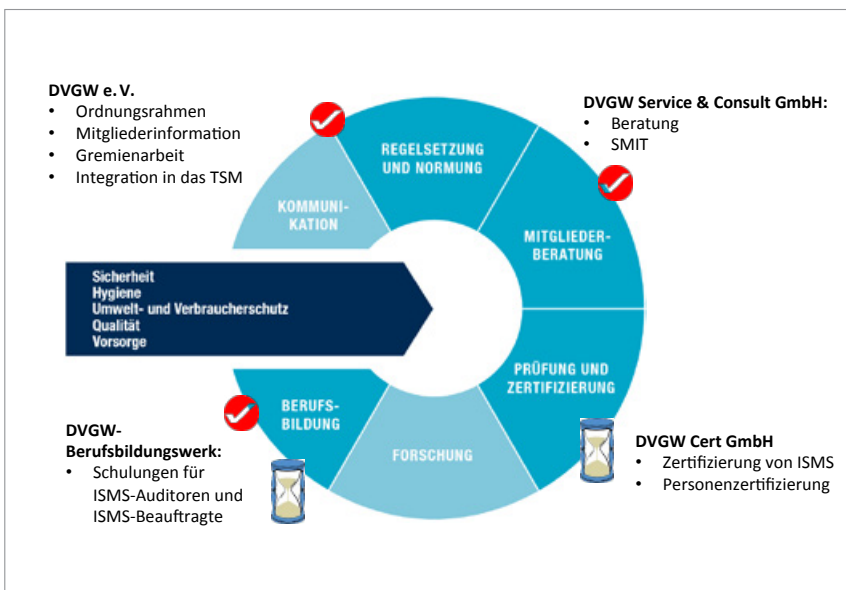 DVGW e. V.
• Ordnungsrahmen
• Mitgliederinformation
• Gremienarbeit
• Integration in das TSM
DVGW Service & Consult GmbH:
• Beratung
• SMIT
REGELSETZUNG
UND NORMUNG
KOMMUNI-
KATION
MITGLIEDER-
BERATUNG
Sicherheit
Hygiene
Umwelt- und Verbraucherschutz
Qualität
Vorsorge
PRÜFUNG UND
ZERTIFIZIERUNG
BERUFS-
BILDUNG
FORSCHUNG
DVGW-
Berufsbildungswerk:
• Schulungen für
ISMS-Auditoren und
ISMS-Beauftragte
DVGW Cert GmbH
• Zertifizierung von ISMS
• Personenzertifizierung